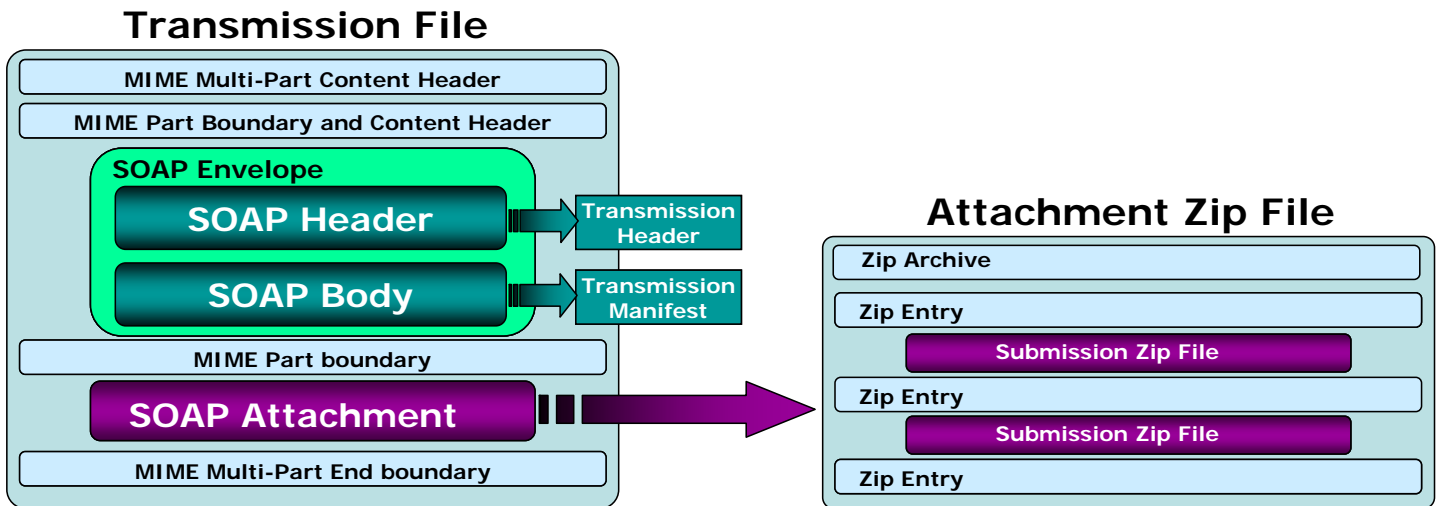 Transmission File
MIME Multi-Part Content Header
MIME Part Boundary and Content Header
SOAP Envelope
SOAP Header
Transmission
Header
SOAP Body
Transmission
Manifest
MIME Part boundary
SOAP Attachment
MIME Multi-Part End boundary
Attachment Zip File
Zip Archive
Zip Entry
Submission Zip File
Zip Entry
Submission Zip File
Zip Entry